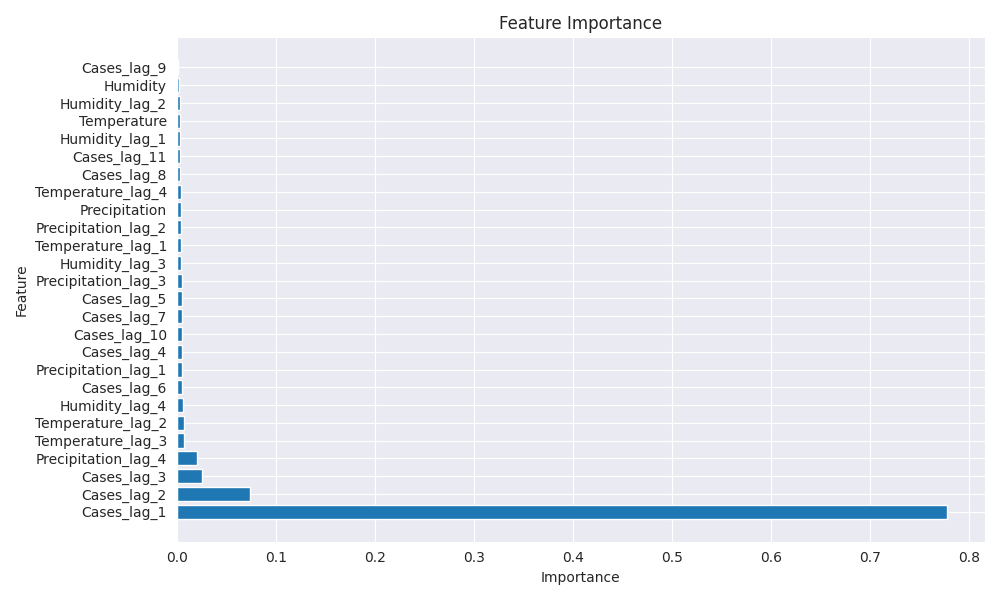 Feature Importance
Feature
Cases_lag_9
Humidity
Humidity_lag_2
Temperature
Humidity_lag_1
Cases_lag_11
Cases_lag_8
Temperature_lag_4
Precipitation
Precipitation_lag_2
Temperature_lag_1
Humidity_lag_3
Precipitation_lag_3
Cases_lag_5
Cases_lag_7
Cases_lag_10
Cases_lag_4
Precipitation_lag_1
Cases_lag_6
Humidity_lag_4
Temperature_lag_2
Temperature_lag_3
Precipitation_lag_4
Cases_lag_3
Cases_lag_2
Cases_lag_1
0.0 0.1 0.2 0.3 0.4 0.5 0.6 0.7 0.8
Importance